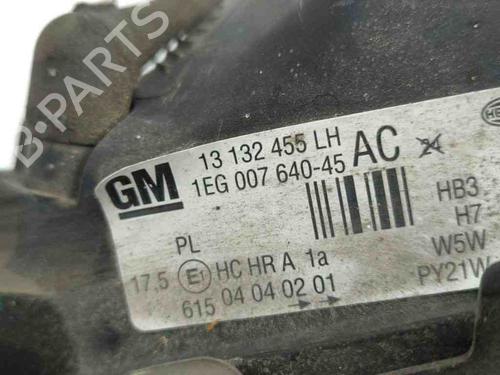 GM
13 132 455 LH
1EG 007 640-45 AC
24
HB3
H7
W5W
PY21W
PL
17,5 E1 HC HR A 1a
615 04 04 02 01
B-PARTS